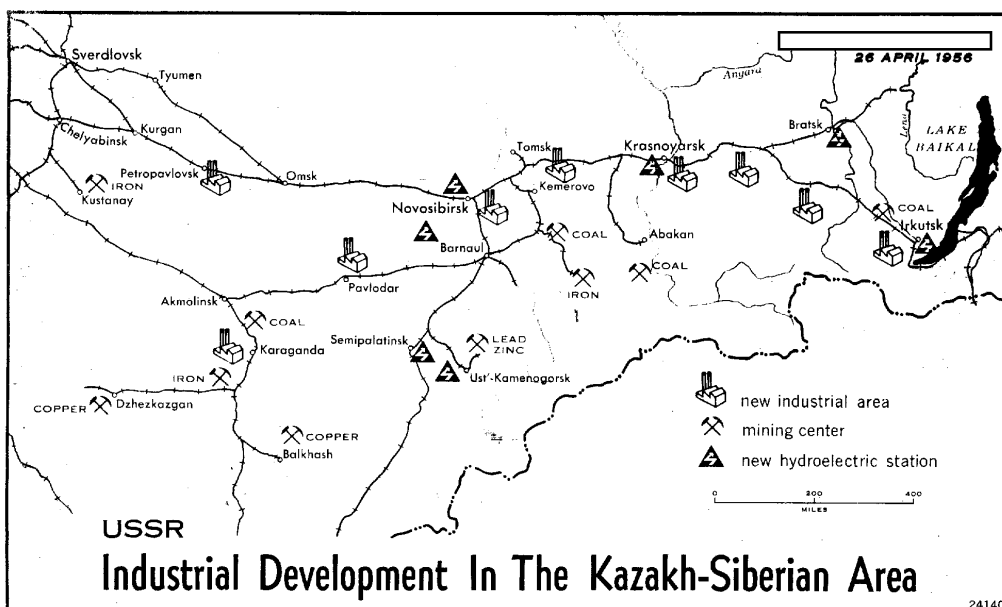 26 APRIL 1956
Sverdlovsk
Tyumen
Angara
Lena
LAKE
BAIKAL
Chelyabinsk
Kurgan
Bratsk
Tomsk
Krasnoyarsk
Petropavlovsk
Omsk
Kemerovo
IRON
Kustanay
Novosibirsk
COAL
Irkutsk
COAL
Abakan
Barnaul
COAL
Pavlodar
IRON
Akmolinsk
COAL
Semipalatinsk
LEAD
ZINC
Karaganda
Ust'-Kamenogorsk
IRON
COPPER
Dzhezkazgan
COPPER
Balkhash
new industrial area
mining center
new hydroelectric station
0 200 400
MILES
USSR
Industrial Development In The Kazakh-Siberian Area
24140